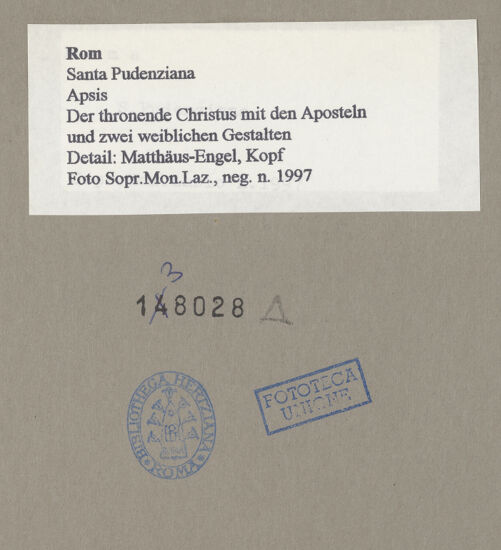 Rom
Santa Pudenziana
Apsis
Der thronende Christus mit den Aposteln
und zwei weiblichen Gestalten
Detail: Matthäus-Engel, Kopf
Foto Sopr.Mon.Laz., neg. n. 1997
3
148028 Δ
FOTOTECA
UNIONE
BIBLIOTHECA HERTZIANA
BH
ROMA